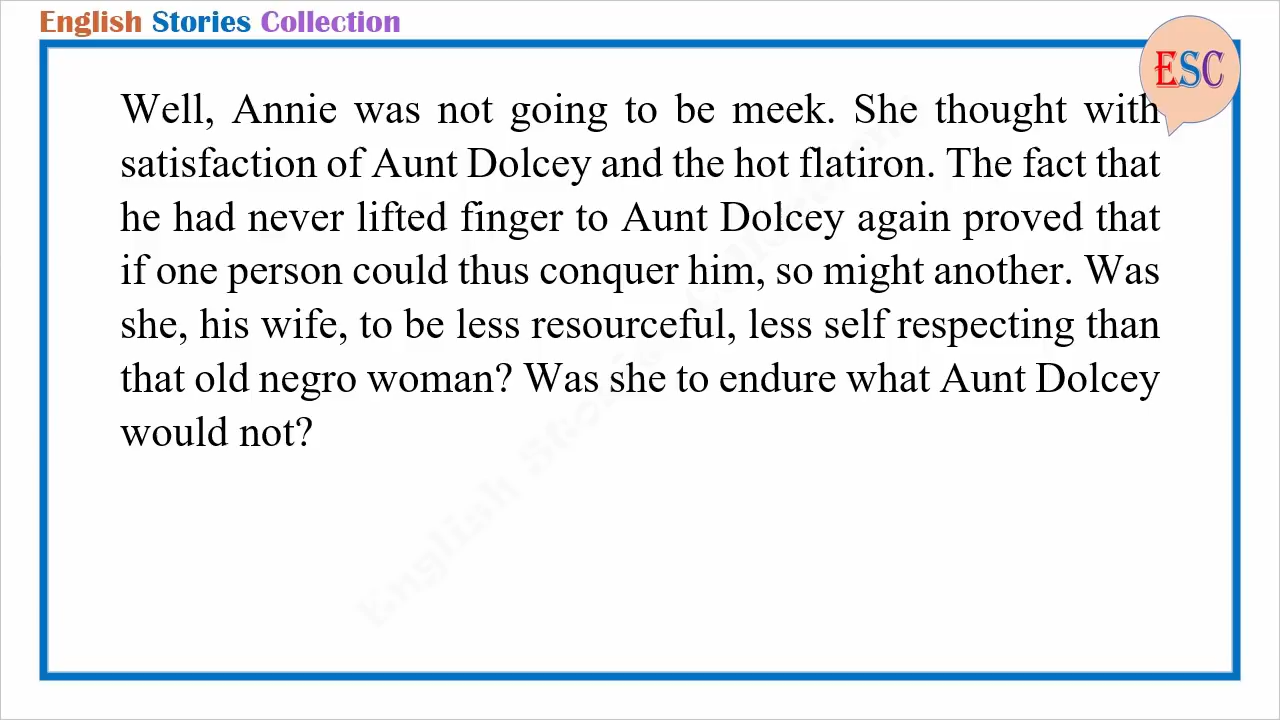 English Stories Collection
ESC
Well, Annie was not going to be meek. She thought with
satisfaction of Aunt Dolcey and the hot flatiron. The fact that
he had never lifted finger to Aunt Dolcey again proved that
if one person could thus conquer him, so might another. Was
she, his wife, to be less resourceful, less self respecting than
that old negro woman? Was she to endure what Aunt Dolcey
would not?
English Stories Collection